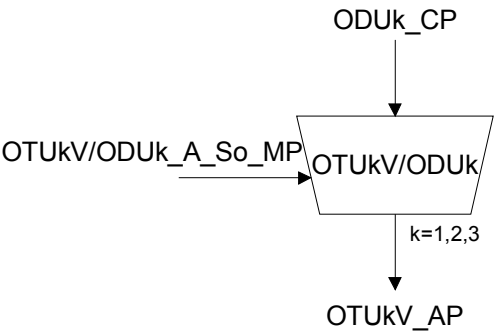 ODUk_CP
OTUkV/ODUk_A_So_MP
OTUkV/ODUk
k=1,2,3
OTUkV_AP